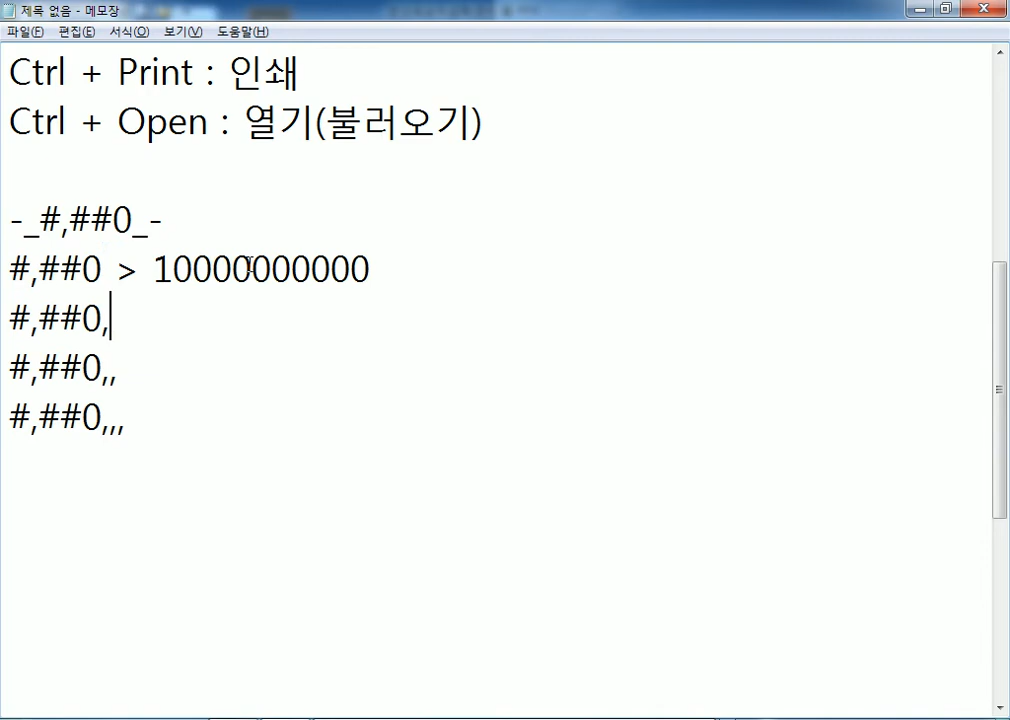 제목 없음 - 메모장
파일(F) 편집(E) 서식(O) 보기(V) 도움말(H)
Ctrl + Print : 인쇄
Ctrl + Open : 열기(불러오기)
-_#,##0_-
#,##0 > 10000000000
#,##0,
#,##0,,
#,##0,,,